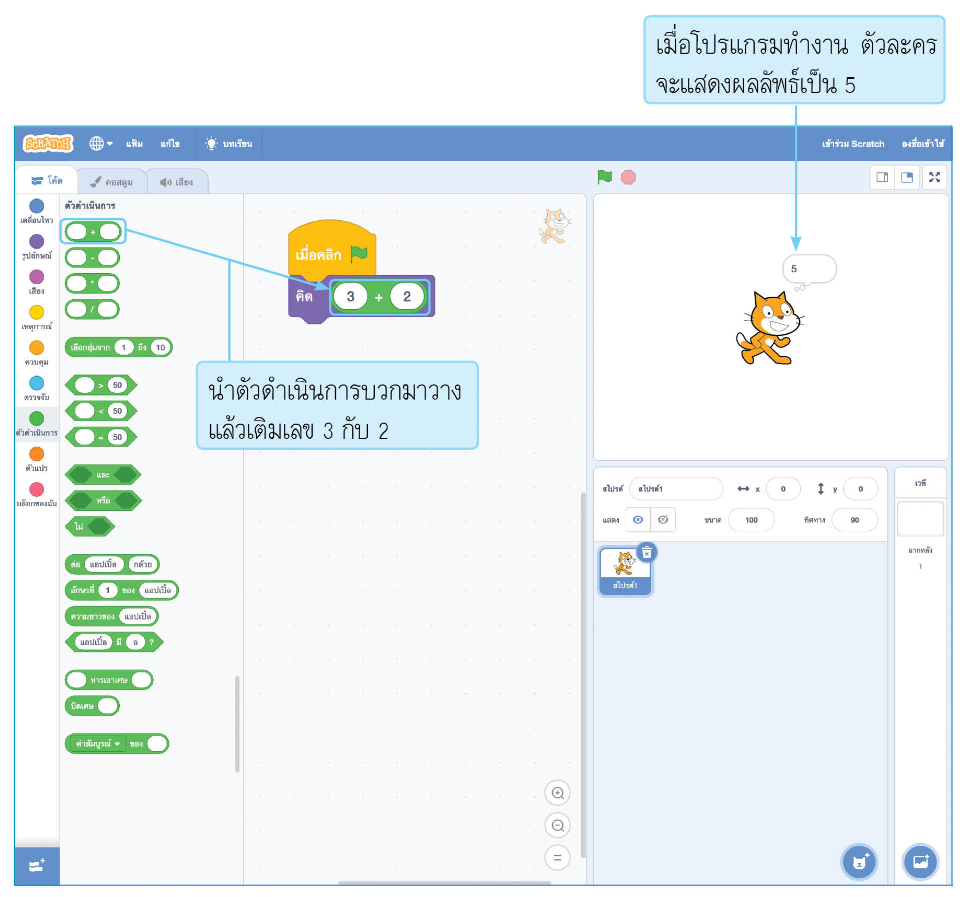 เมื่อโปรแกรมทำงาน ตัวละคร
จะแสดงผลลัพธ์เป็น 5
SCRATCH แฟ้ม แก้ไข บทเรียน เข้าร่วม Scratch ลงชื่อเข้าใช้
โค้ด คอสตูม เสียง
เคลื่อนไหว
รูปลักษณ์
เสียง
เหตุการณ์
ควบคุม
ตรวจจับ
ตัวดำเนินการ
ตัวแปร
บล็อกของฉัน
ตัวดำเนินการ
+
-
*
/
เลือกสุ่มจาก 1 ถึง 10
> 50
< 50
= 50
และ
หรือ
ไม่
ต่อ แอปเปิ้ล กล้วย
อักษรที่ 1 ของ แอปเปิ้ล
ความยาวของ แอปเปิ้ล
แอปเปิ้ล มี อ ?
หารเอาเศษ
ปัดเศษ
ค่าสัมบูรณ์ ของ
เมื่อคลิก
คิด 3 + 2
นำตัวดำเนินการบวกมาวาง
แล้วเติมเลข 3 กับ 2
5
สไปรต์ สไปรต์1 x 0 y 0
แสดง ขนาด 100 ทิศทาง 90
สไปรต์1
เวที
ฉากหลัง
1